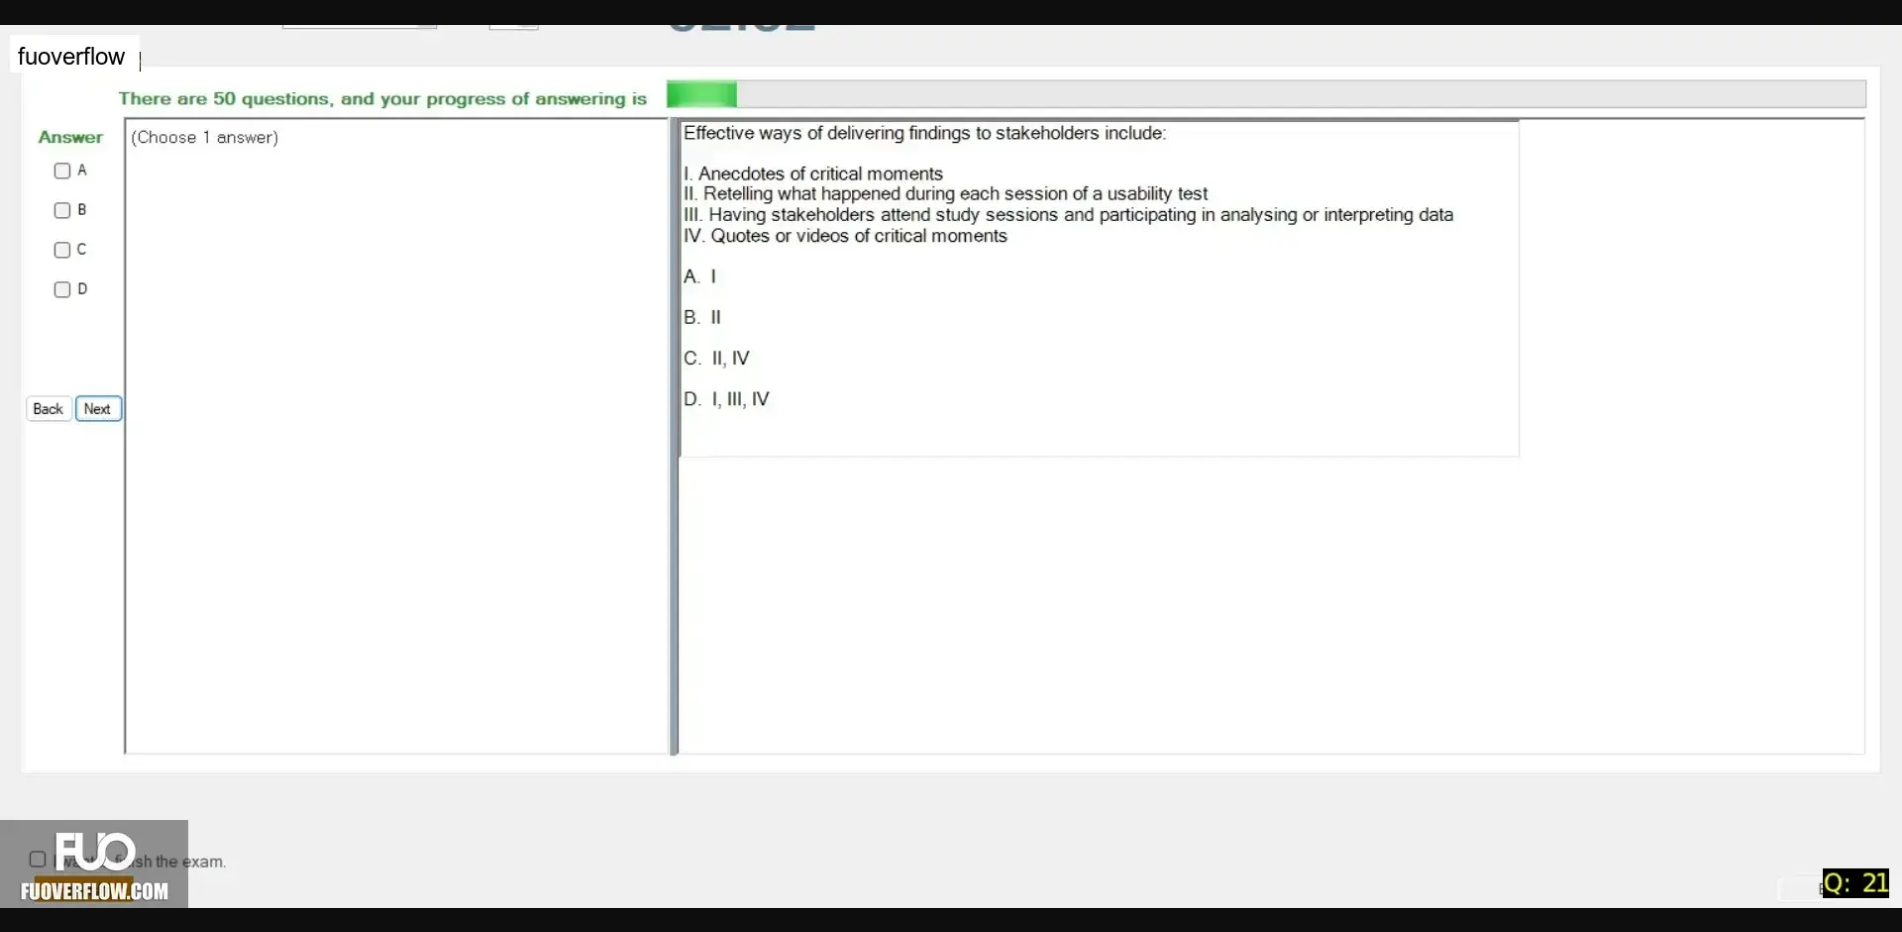 fuoverflow
There are 50 questions, and your progress of answering is
Answer
(Choose 1 answer)
A
B
C
D
Back
Next
Effective ways of delivering findings to stakeholders include:
I. Anecdotes of critical moments
II. Retelling what happened during each session of a usability test
III. Having stakeholders attend study sessions and participating in analysing or interpreting data
IV. Quotes or videos of critical moments
A. I
B. II
C. II, IV
D. I, III, IV
FUO
the exam.
FUOVERFLOW.COM
Q: 21